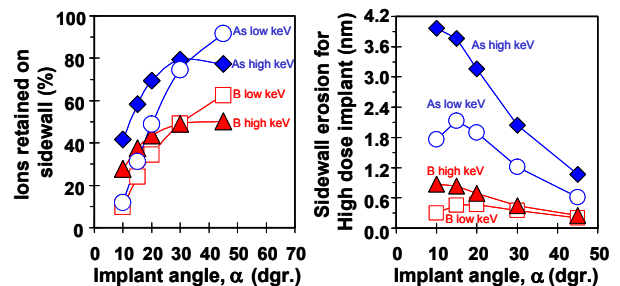 Ions retained on
sidewall (%)
100
80
60
40
20
0
As low keV
As high keV
B low keV
B high keV
0 10 20 30 40 50 60 70
Implant angle, α (dgr.)
Sidewall erosion for
High dose implant (nm)
4.2
3.6
3.0
2.4
1.8
1.2
0.6
0.0
As high keV
As low keV
B high keV
B low keV
0 10 20 30 40 50
Implant angle, α (dgr.)